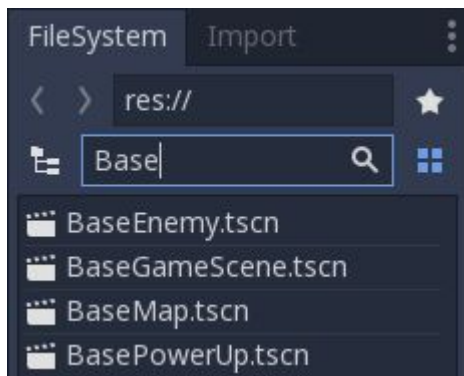 FileSystem Import
res://
Base
BaseEnemy.tscn
BaseGameScene.tscn
BaseMap.tscn
BasePowerUp.tscn